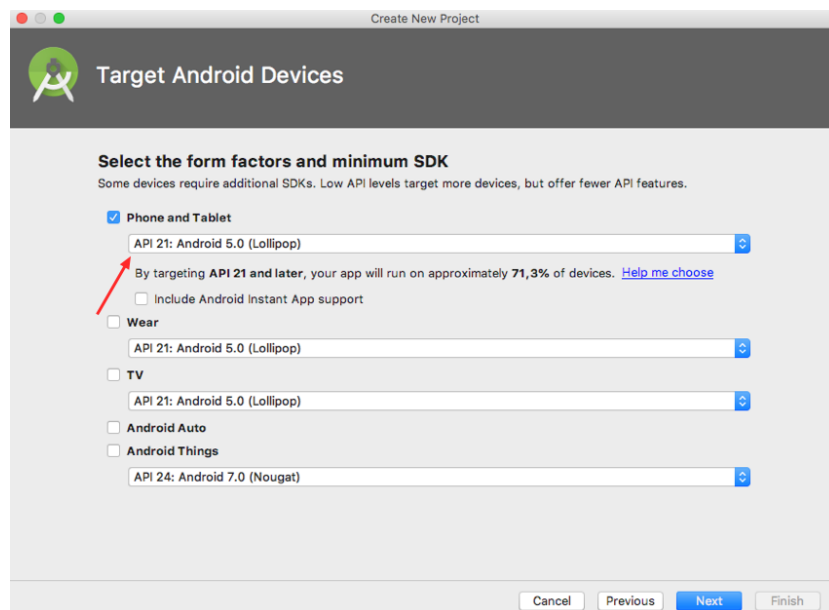 Create New Project
Target Android Devices
Select the form factors and minimum SDK
Some devices require additional SDKs. Low API levels target more devices, but offer fewer API features.
Phone and Tablet
API 21: Android 5.0 (Lollipop)
By targeting API 21 and later, your app will run on approximately 71,3% of devices. Help me choose
Include Android Instant App support
Wear
API 21: Android 5.0 (Lollipop)
TV
API 21: Android 5.0 (Lollipop)
Android Auto
Android Things
API 24: Android 7.0 (Nougat)
Cancel Previous Next Finish